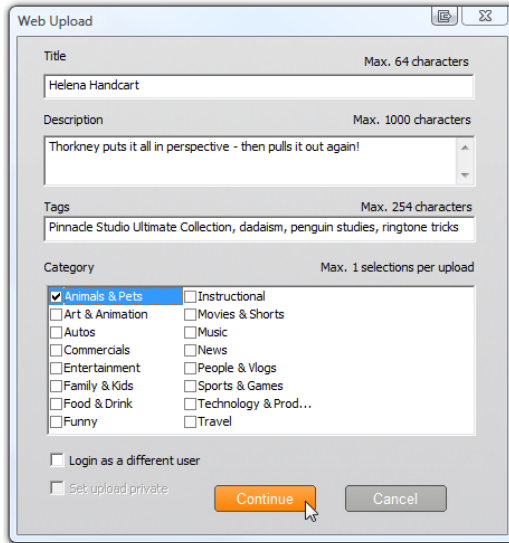 Web Upload
Title Max. 64 characters
Helena Handcart
Description Max. 1000 characters
Thorkney puts it all in perspective - then pulls it out again!
Tags Max. 254 characters
Pinnacle Studio Ultimate Collection, dadaism, penguin studies, ringtone tricks
Category Max. 1 selections per upload
Animals & Pets Instructional
Art & Animation Movies & Shorts
Autos Music
Commercials News
Entertainment People & Vlogs
Family & Kids Sports & Games
Food & Drink Technology & Prod...
Funny Travel
Login as a different user
Set upload private
Continue Cancel